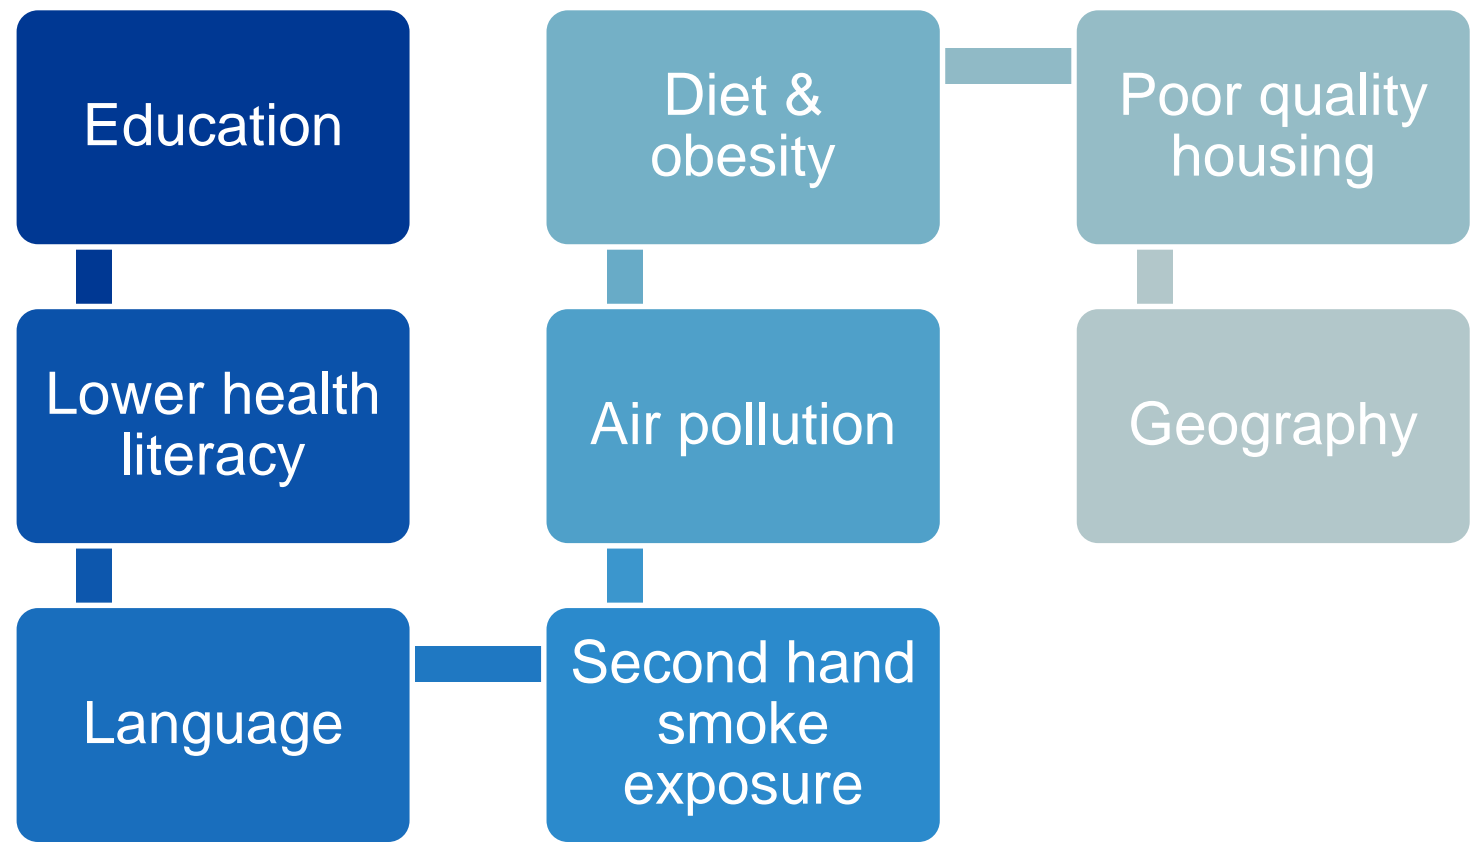 Education
Lower health
literacy
Language
Second hand
smoke
exposure
Air pollution
Diet &
obesity
Poor quality
housing
Geography